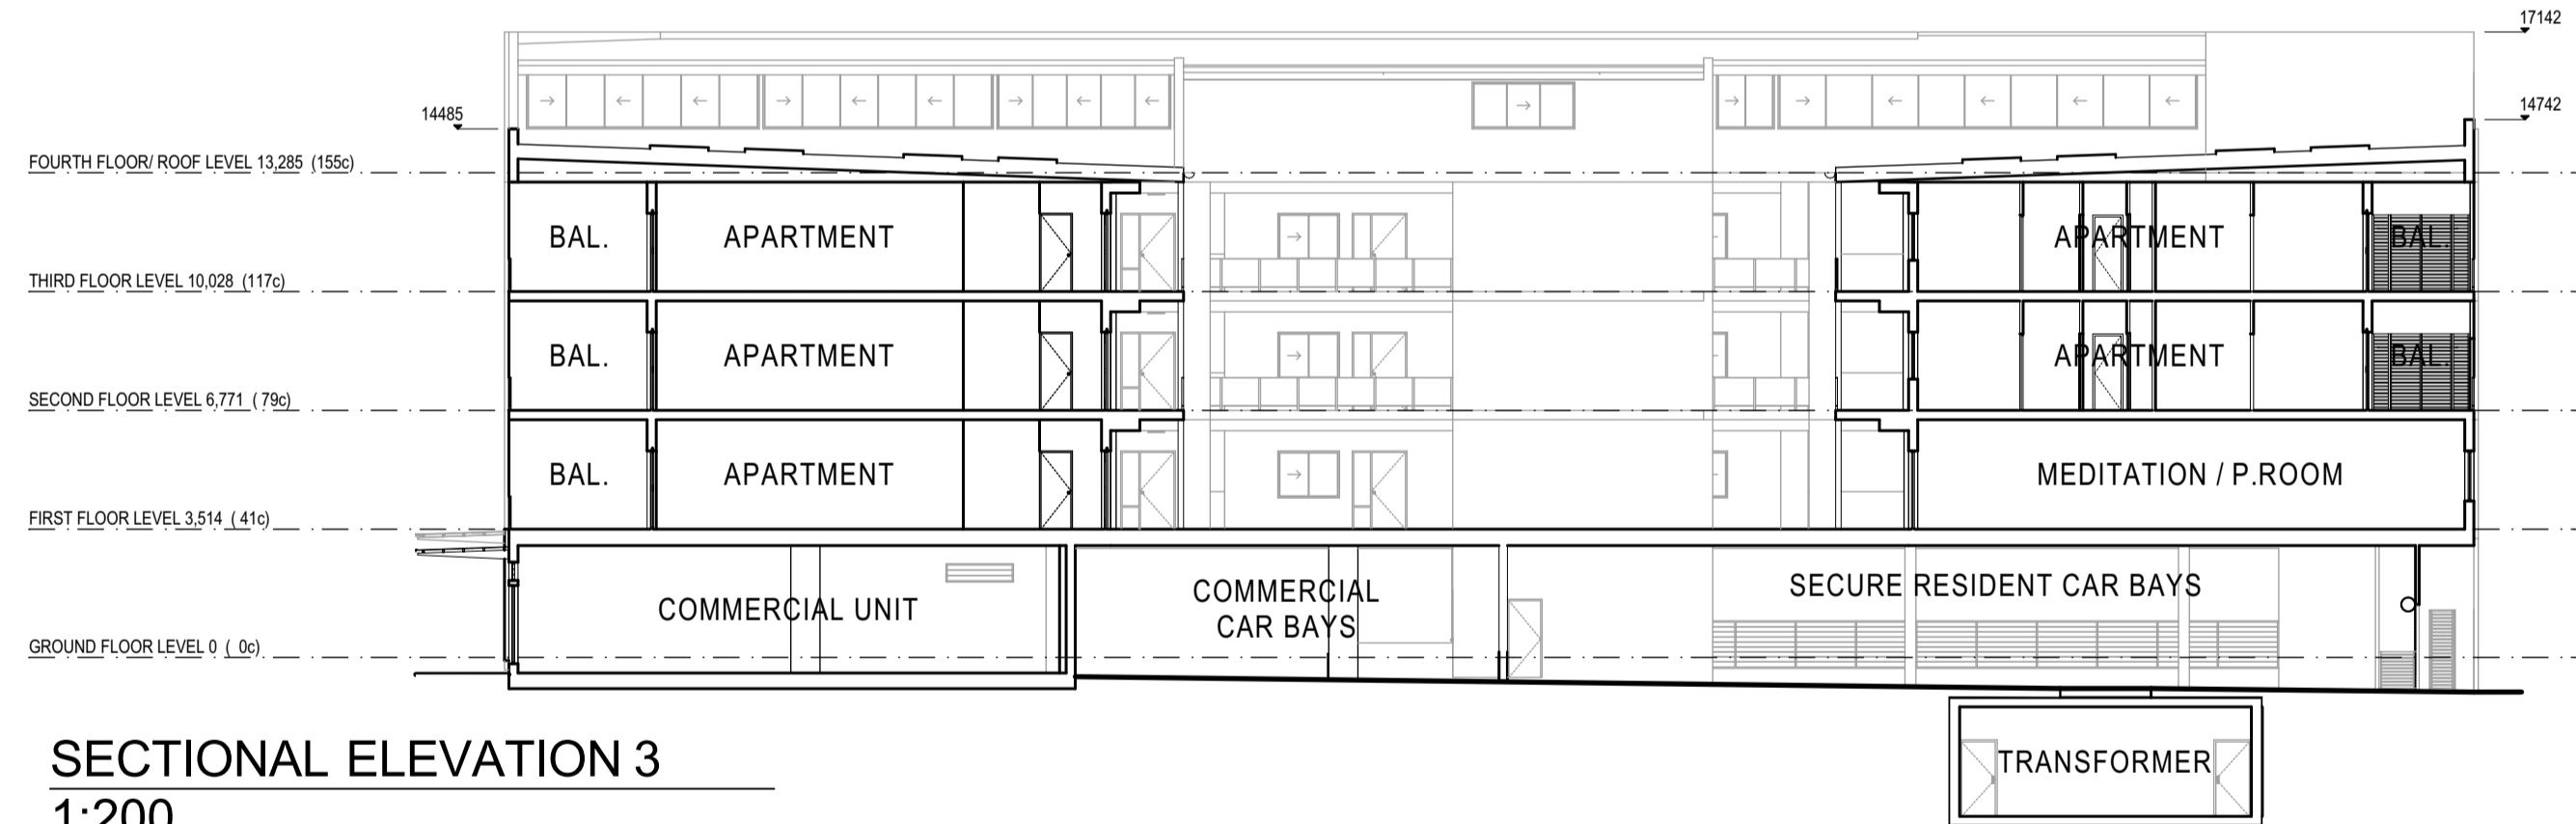 17142
14485
14742
FOURTH FLOOR/ ROOF LEVEL 13,285 (155c)
BAL.
APARTMENT
APARTMENT
BAL.
THIRD FLOOR LEVEL 10,028 (117c)
BAL.
APARTMENT
APARTMENT
BAL.
SECOND FLOOR LEVEL 6,771 ( 79c)
BAL.
APARTMENT
MEDITATION / P.ROOM
FIRST FLOOR LEVEL 3,514 ( 41c)
COMMERCIAL UNIT
COMMERCIAL
CAR BAYS
SECURE RESIDENT CAR BAYS
GROUND FLOOR LEVEL 0 ( 0c)
TRANSFORMER
SECTIONAL ELEVATION 3
1:200